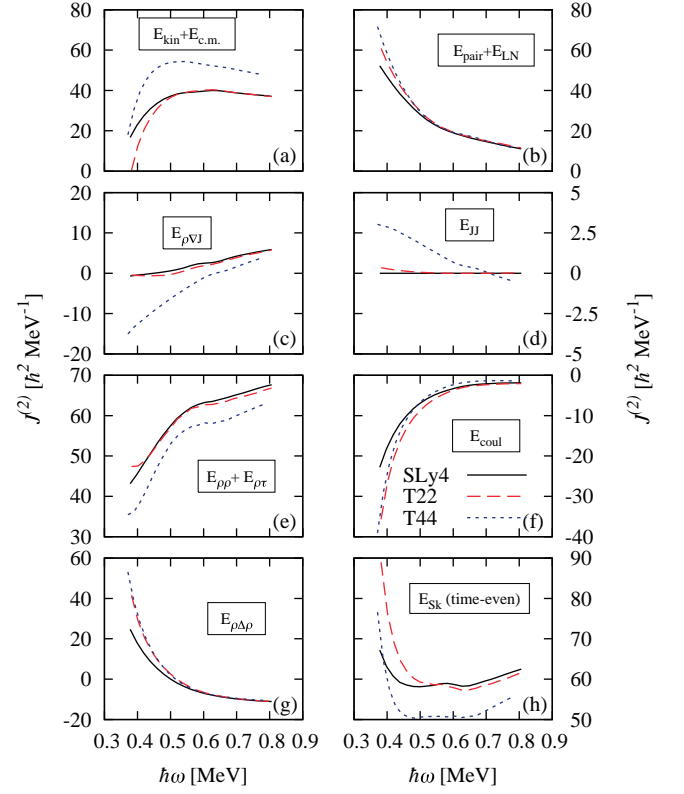 80
60
40
20
0
E_kin+E_c.m.
(a)
E_pair+E_LN
(b)
80
60
40
20
0
20
10
0
-10
-20
E_ρ∇J
(c)
E_JJ
(d)
5
2.5
0
-2.5
-5
J^(2) [ℏ² MeV⁻¹]
J^(2) [ℏ² MeV⁻¹]
70
60
50
40
30
E_ρρ + E_ρτ
(e)
E_coul
SLy4
T22
T44
(f)
0
-10
-20
-30
-40
60
40
20
0
-20
E_ρΔρ
(g)
E_Sk (time-even)
(h)
90
80
70
60
50
0.3 0.4 0.5 0.6 0.7 0.8 0.9
0.3 0.4 0.5 0.6 0.7 0.8 0.9
ℏω [MeV]
ℏω [MeV]